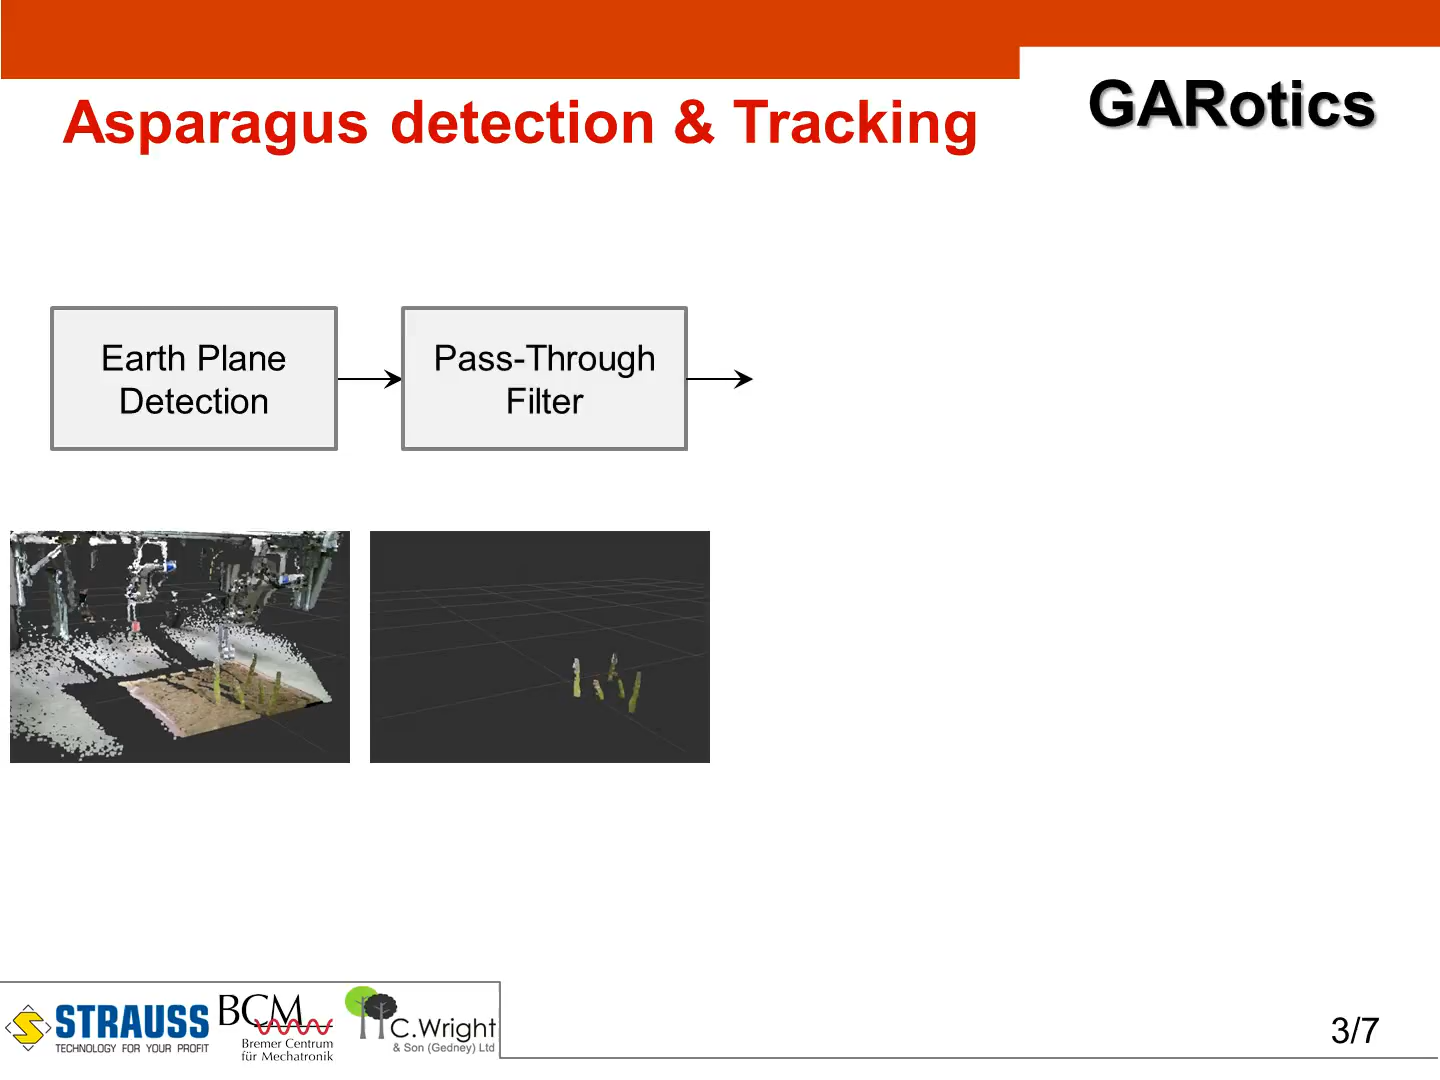 Asparagus detection & Tracking
GARotics
Earth Plane
Detection
Pass-Through
Filter
STRAUSS
TECHNOLOGY FOR YOUR PROFIT
BCM
Bremer Centrum
für Mechatronik
C.Wright
& Son (Gedney) Ltd
3/7